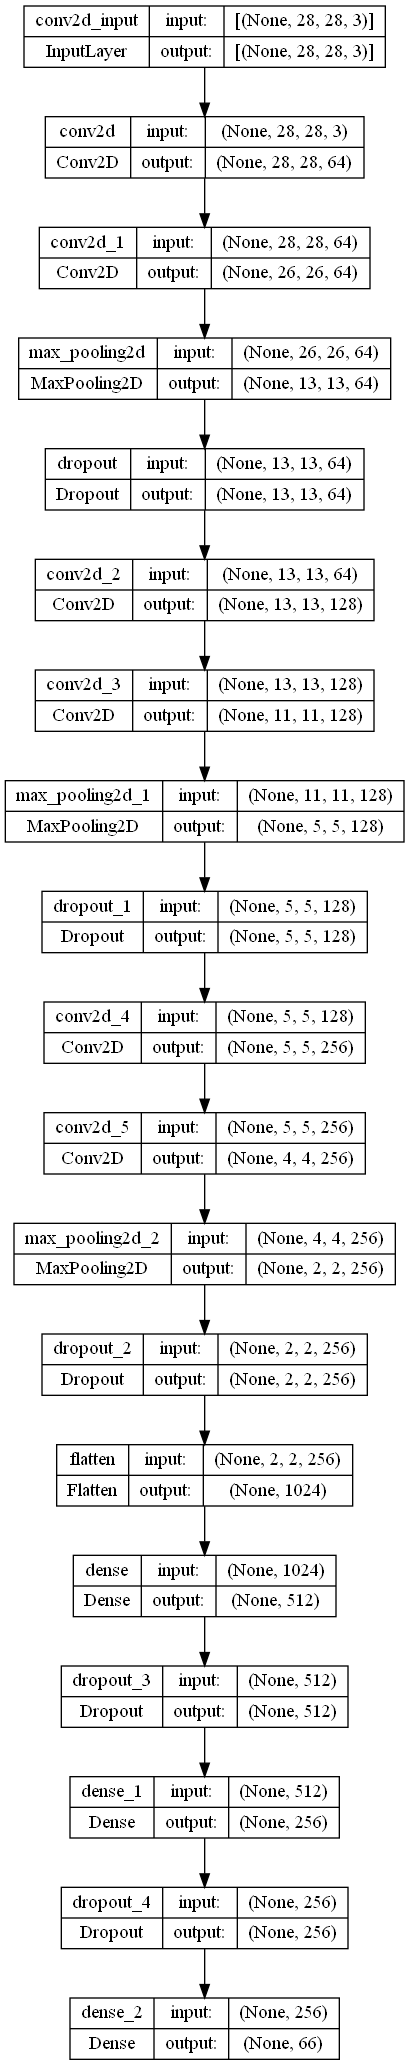 conv2d_input input: [(None, 28, 28, 3)]
InputLayer output: [(None, 28, 28, 3)]
conv2d input: (None, 28, 28, 3)
Conv2D output: (None, 28, 28, 64)
conv2d_1 input: (None, 28, 28, 64)
Conv2D output: (None, 26, 26, 64)
max_pooling2d input: (None, 26, 26, 64)
MaxPooling2D output: (None, 13, 13, 64)
dropout input: (None, 13, 13, 64)
Dropout output: (None, 13, 13, 64)
conv2d_2 input: (None, 13, 13, 64)
Conv2D output: (None, 13, 13, 128)
conv2d_3 input: (None, 13, 13, 128)
Conv2D output: (None, 11, 11, 128)
max_pooling2d_1 input: (None, 11, 11, 128)
MaxPooling2D output: (None, 5, 5, 128)
dropout_1 input: (None, 5, 5, 128)
Dropout output: (None, 5, 5, 128)
conv2d_4 input: (None, 5, 5, 128)
Conv2D output: (None, 5, 5, 256)
conv2d_5 input: (None, 5, 5, 256)
Conv2D output: (None, 4, 4, 256)
max_pooling2d_2 input: (None, 4, 4, 256)
MaxPooling2D output: (None, 2, 2, 256)
dropout_2 input: (None, 2, 2, 256)
Dropout output: (None, 2, 2, 256)
flatten input: (None, 2, 2, 256)
Flatten output: (None, 1024)
dense input: (None, 1024)
Dense output: (None, 512)
dropout_3 input: (None, 512)
Dropout output: (None, 512)
dense_1 input: (None, 512)
Dense output: (None, 256)
dropout_4 input: (None, 256)
Dropout output: (None, 256)
dense_2 input: (None, 256)
Dense output: (None, 66)